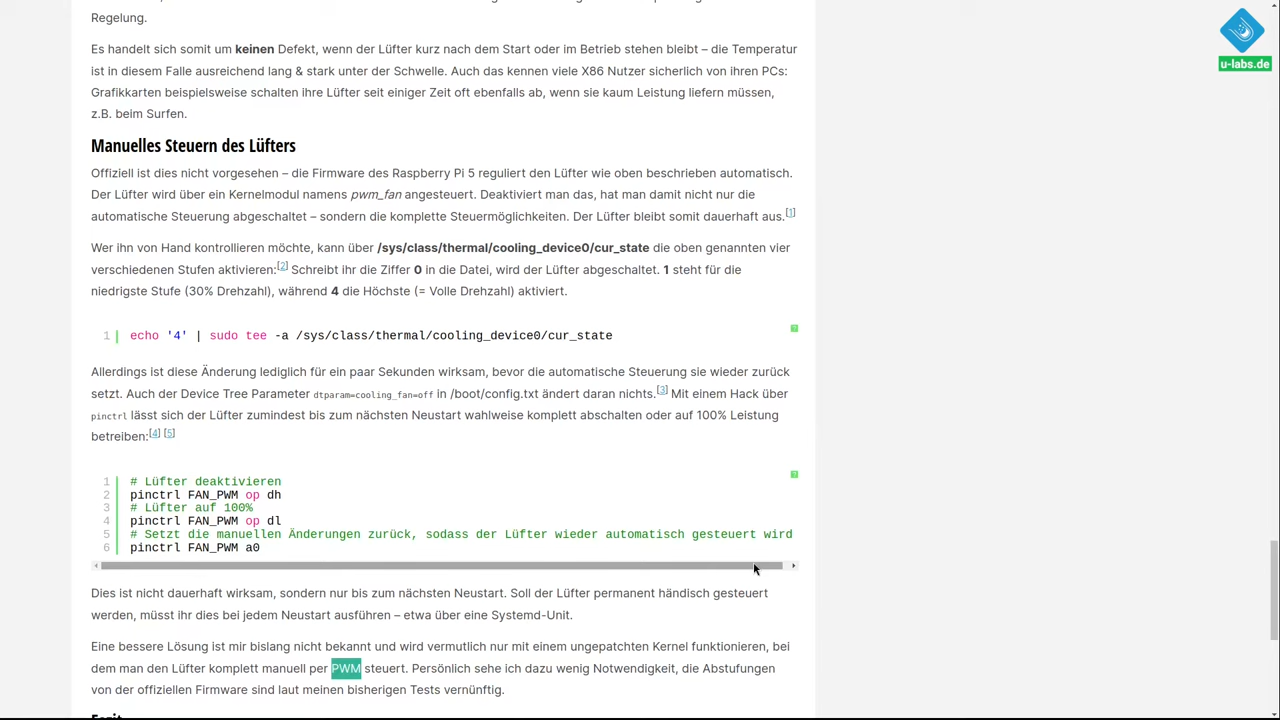 Regelung.
Es handelt sich somit um keinen Defekt, wenn der Lüfter kurz nach dem Start oder im Betrieb stehen bleibt – die Temperatur
ist in diesem Falle ausreichend lang & stark unter der Schwelle. Auch das kennen viele X86 Nutzer sicherlich von ihren PCs:
Grafikkarten beispielsweise schalten ihre Lüfter seit einiger Zeit oft ebenfalls ab, wenn sie kaum Leistung liefern müssen,
z.B. beim Surfen.
Manuelles Steuern des Lüfters
Offiziell ist dies nicht vorgesehen – die Firmware des Raspberry Pi 5 reguliert den Lüfter wie oben beschrieben automatisch.
Der Lüfter wird über ein Kernelmodul namens pwm_fan angesteuert. Deaktiviert man das, hat man damit nicht nur die
automatische Steuerung abgeschaltet – sondern die komplette Steuermöglichkeiten. Der Lüfter bleibt somit dauerhaft aus.[1]
Wer ihn von Hand kontrollieren möchte, kann über /sys/class/thermal/cooling_device0/cur_state die oben genannten vier
verschiedenen Stufen aktivieren:[2] Schreibt ihr die Ziffer 0 in die Datei, wird der Lüfter abgeschaltet. 1 steht für die
niedrigste Stufe (30% Drehzahl), während 4 die Höchste (= Volle Drehzahl) aktiviert.
?
1 echo '4' | sudo tee -a /sys/class/thermal/cooling_device0/cur_state
Allerdings ist diese Änderung lediglich für ein paar Sekunden wirksam, bevor die automatische Steuerung sie wieder zurück
setzt. Auch der Device Tree Parameter dtparam=cooling_fan=off in /boot/config.txt ändert daran nichts.[3] Mit einem Hack über
pinctrl lässt sich der Lüfter zumindest bis zum nächsten Neustart wahlweise komplett abschalten oder auf 100% Leistung
betreiben:[4] [5]
?
1 # Lüfter deaktivieren
2 pinctrl FAN_PWM op dh
3 # Lüfter auf 100%
4 pinctrl FAN_PWM op dl
5 # Setzt die manuellen Änderungen zurück, sodass der Lüfter wieder automatisch gesteuert wird
6 pinctrl FAN_PWM a0
Dies ist nicht dauerhaft wirksam, sondern nur bis zum nächsten Neustart. Soll der Lüfter permanent händisch gesteuert
werden, müsst ihr dies bei jedem Neustart ausführen – etwa über eine Systemd-Unit.
Eine bessere Lösung ist mir bislang nicht bekannt und wird vermutlich nur mit einem ungepatchten Kernel funktionieren, bei
dem man den Lüfter komplett manuell per PWM steuert. Persönlich sehe ich dazu wenig Notwendigkeit, die Abstufungen
von der offiziellen Firmware sind laut meinen bisherigen Tests vernünftig.
Fazit
u-labs.de